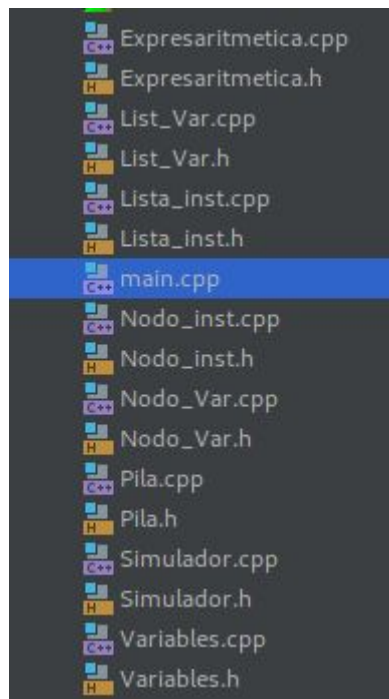 Expresaritmetica.cpp
Expresaritmetica.h
List_Var.cpp
List_Var.h
Lista_inst.cpp
Lista_inst.h
main.cpp
Nodo_inst.cpp
Nodo_inst.h
Nodo_Var.cpp
Nodo_Var.h
Pila.cpp
Pila.h
Simulador.cpp
Simulador.h
Variables.cpp
Variables.h